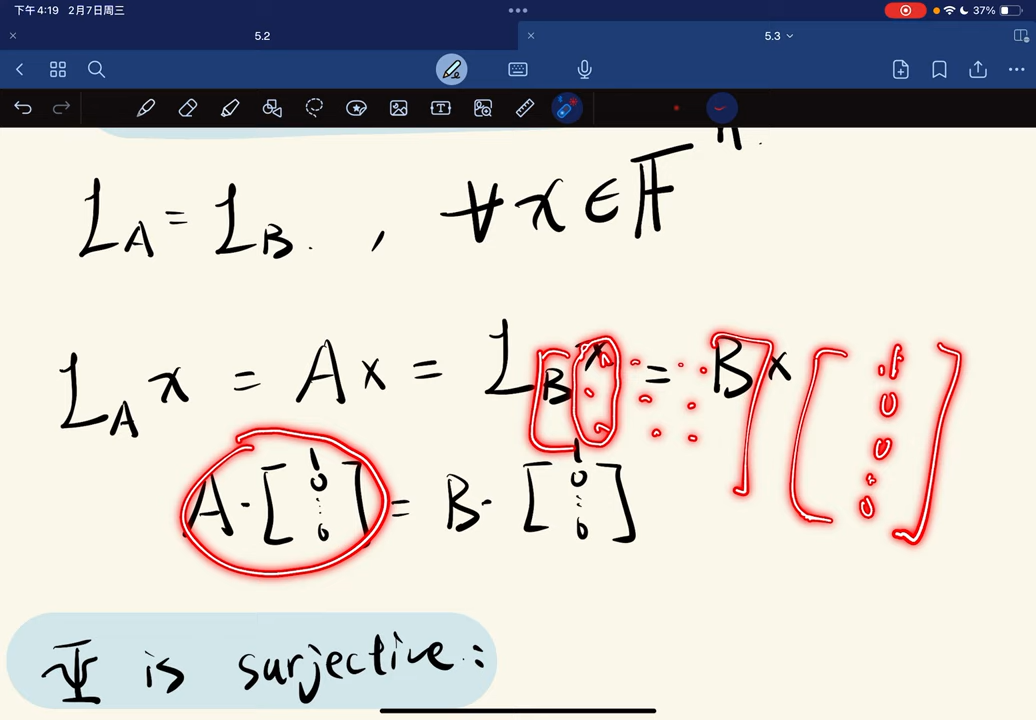 下午4:19 2月7日周三 37%
5.2 5.3
n.
L_A = L_B. , ∀x ∈ 𝔽
L_A x = Ax = L_B x = Bx
A·[1 0 ⋮ 0] = B·[1 0 ⋮ 0]
Ψ is surjective: